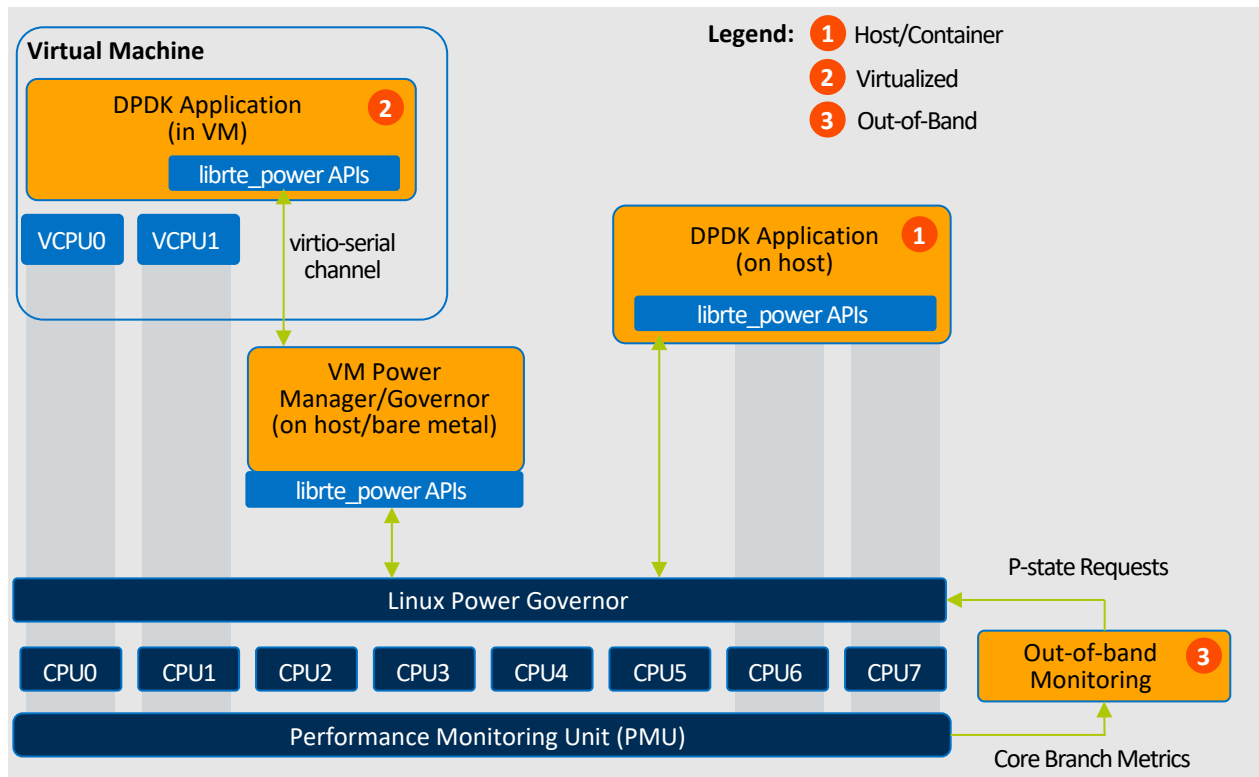 Legend:
1 Host/Container
2 Virtualized
3 Out-of-Band
Virtual Machine
DPDK Application
(in VM)
2
librte_power APIs
VCPU0
VCPU1
virtio-serial
channel
DPDK Application
(on host)
1
librte_power APIs
VM Power
Manager/Governor
(on host/bare metal)
librte_power APIs
P-state Requests
Linux Power Governor
CPU0
CPU1
CPU2
CPU3
CPU4
CPU5
CPU6
CPU7
Out-of-band
Monitoring
3
Performance Monitoring Unit (PMU)
Core Branch Metrics